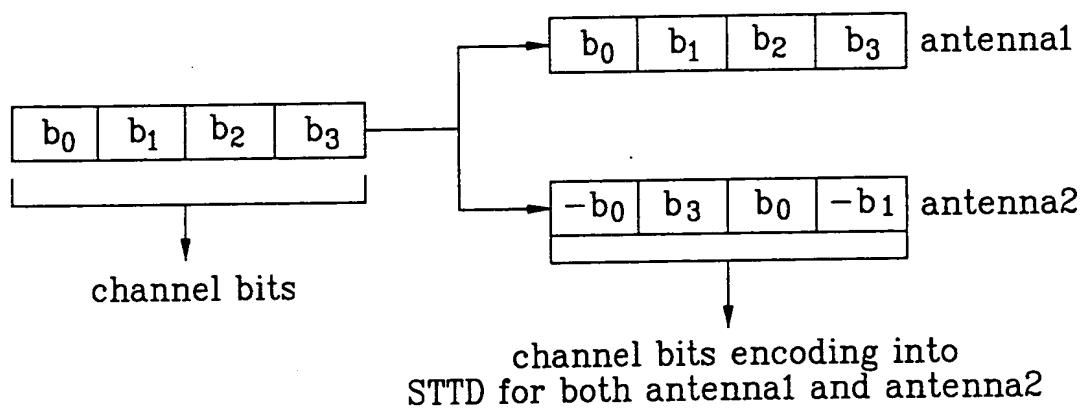 b₀ b₁ b₂ b₃ antenna1
b₀ b₁ b₂ b₃
-b₀ b₃ b₀ -b₁ antenna2
channel bits
channel bits encoding into
STTD for both antenna1 and antenna2